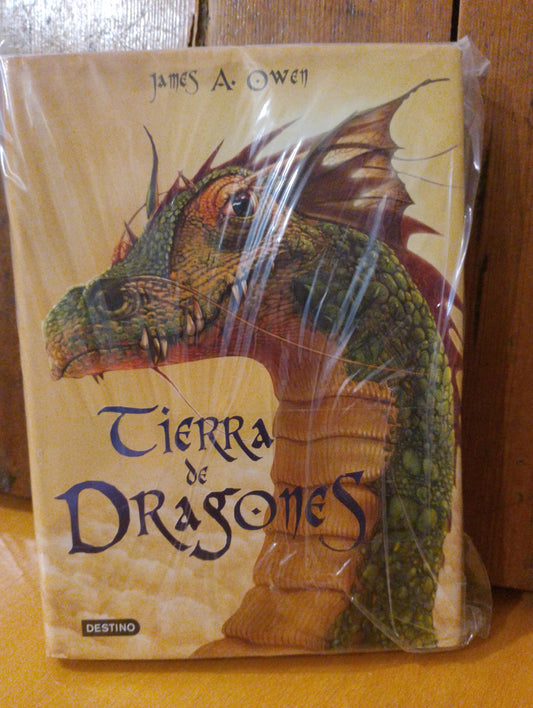 James A. Owen
Tierra
de
Dragones
DESTINO